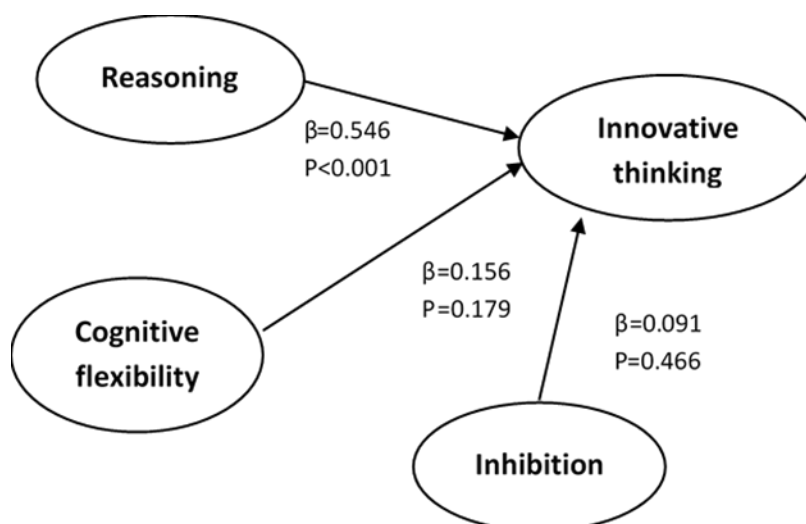 Reasoning
β=0.546
P<0.001
Innovative
thinking
Cognitive
flexibility
β=0.156
P=0.179
β=0.091
P=0.466
Inhibition